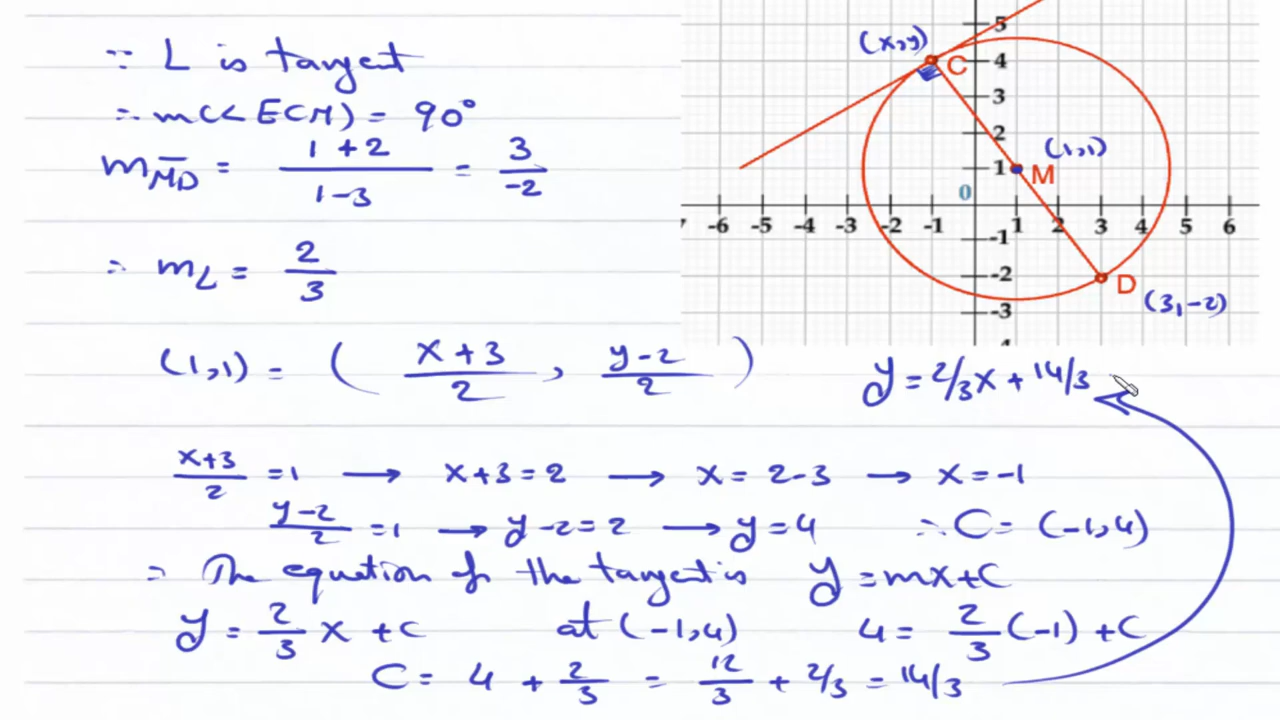 ∵ L is tangent
∴ m(< ECM) = 90°
m MD = 1+2 / 1-3 = 3 / -2
∴ mL = 2/3
(1,1) = ( x+3 / 2 , y-2 / 2 )
y = 2/3x + 14/3
x+3 / 2 = 1 → x+3 = 2 → x = 2-3 → x = -1
y-2 / 2 = 1 → y-2 = 2 → y = 4 ∴ C = (-1,4)
∴ The equation of the tangent is y = mx+c
y = 2/3 x + c at (-1,4) 4 = 2/3 (-1) + C
C = 4 + 2/3 = 12/3 + 2/3 = 14/3
5
(x,y)
C 4
3
2
(1,1)
1 M
0
-6 -5 -4 -3 -2 -1 1 2 3 4 5 6
-1
-2
D (3,-2)
-3